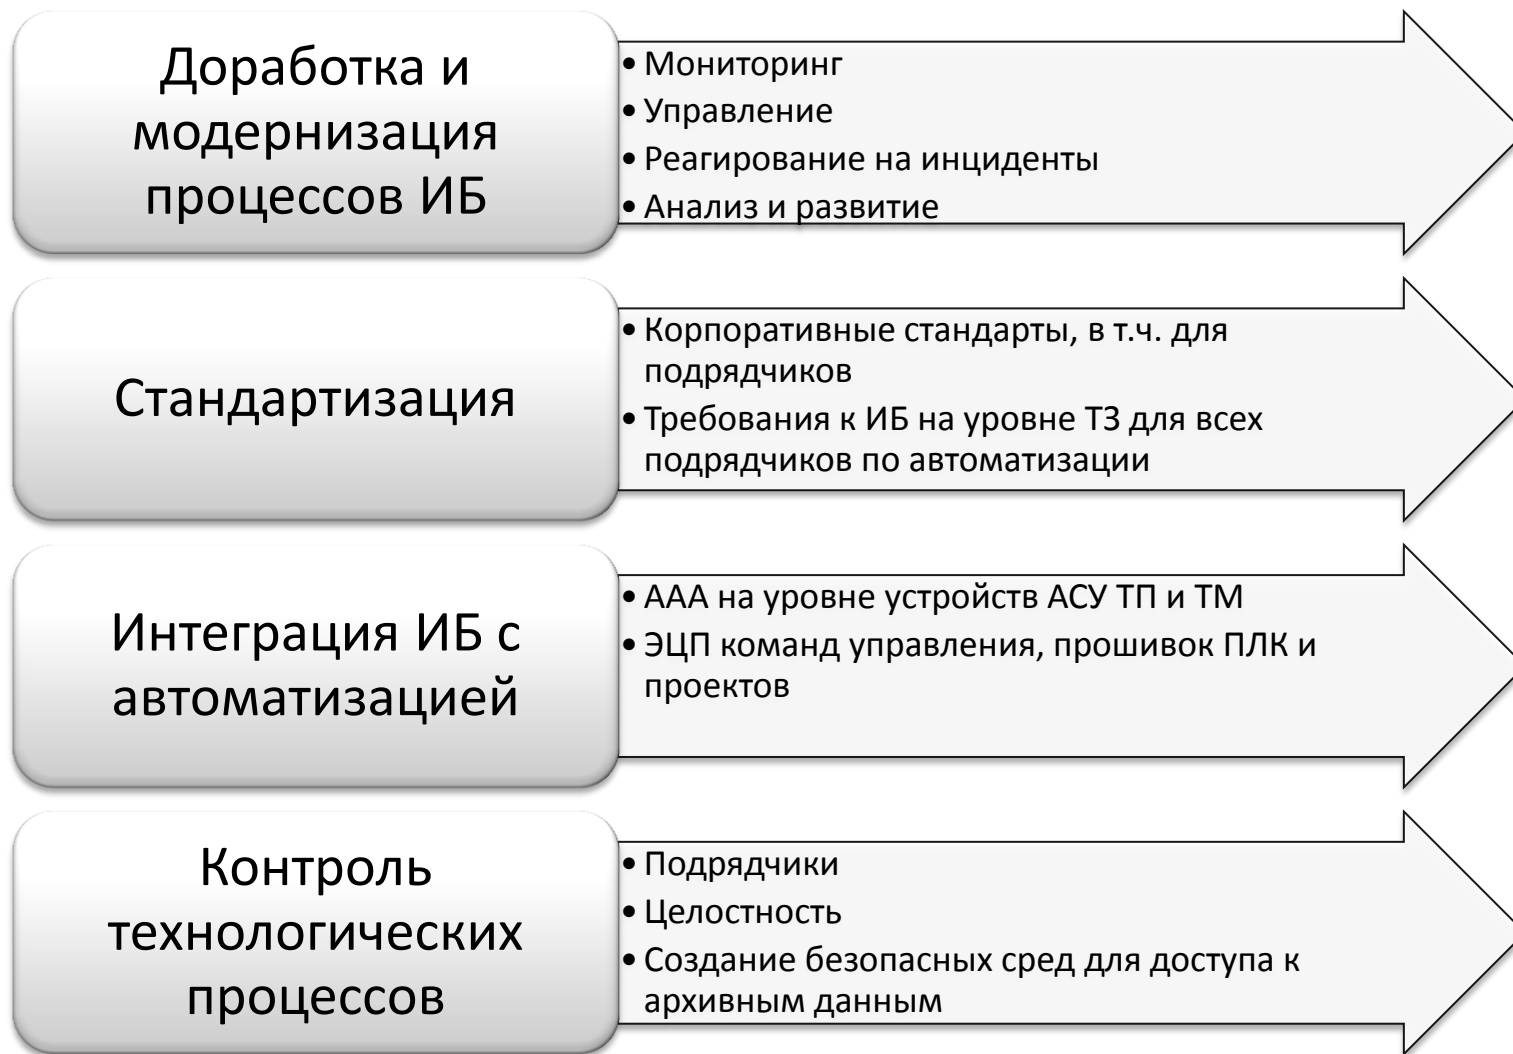 Доработка и
модернизация
процессов ИБ
• Мониторинг
• Управление
• Реагирование на инциденты
• Анализ и развитие
Стандартизация
• Корпоративные стандарты, в т.ч. для
подрядчиков
• Требования к ИБ на уровне ТЗ для всех
подрядчиков по автоматизации
Интеграция ИБ с
автоматизацией
• ААА на уровне устройств АСУ ТП и ТМ
• ЭЦП команд управления, прошивок ПЛК и
проектов
Контроль
технологических
процессов
• Подрядчики
• Целостность
• Создание безопасных сред для доступа к
архивным данным